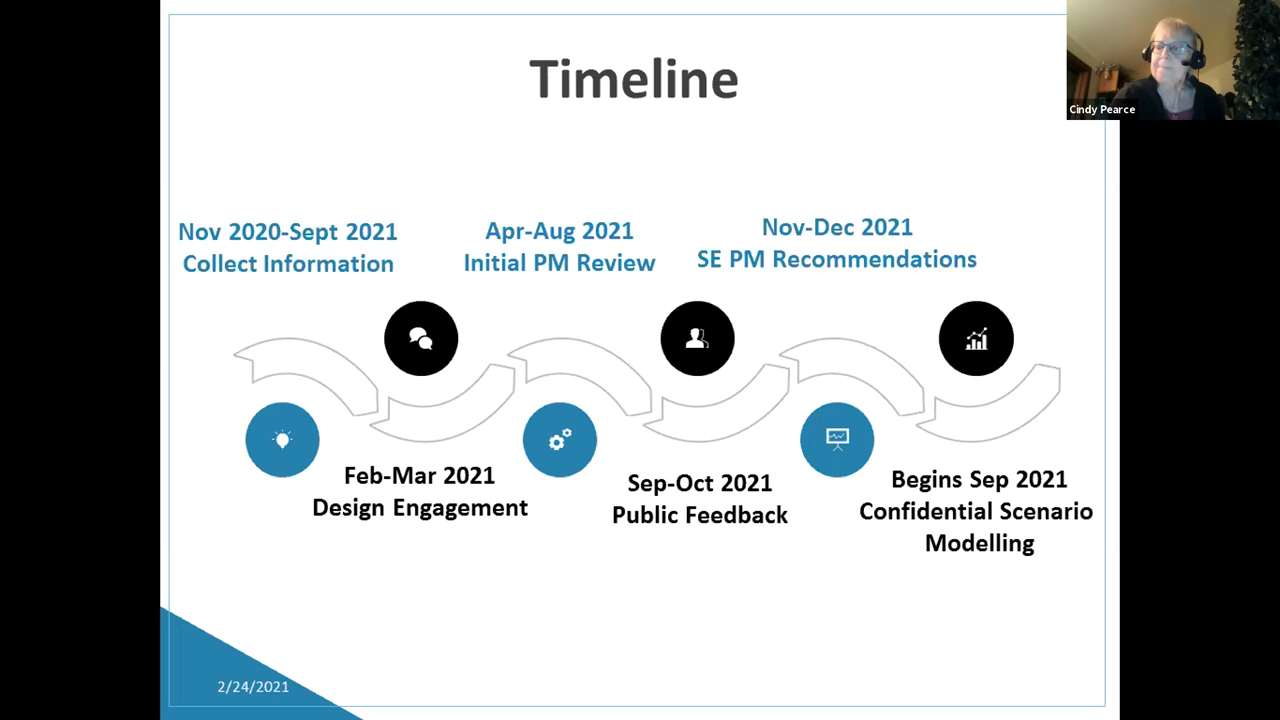 Timeline
Cindy Pearce
Nov 2020-Sept 2021
Collect Information
Apr-Aug 2021
Initial PM Review
Nov-Dec 2021
SE PM Recommendations
Feb-Mar 2021
Design Engagement
Sep-Oct 2021
Public Feedback
Begins Sep 2021
Confidential Scenario
Modelling
2/24/2021